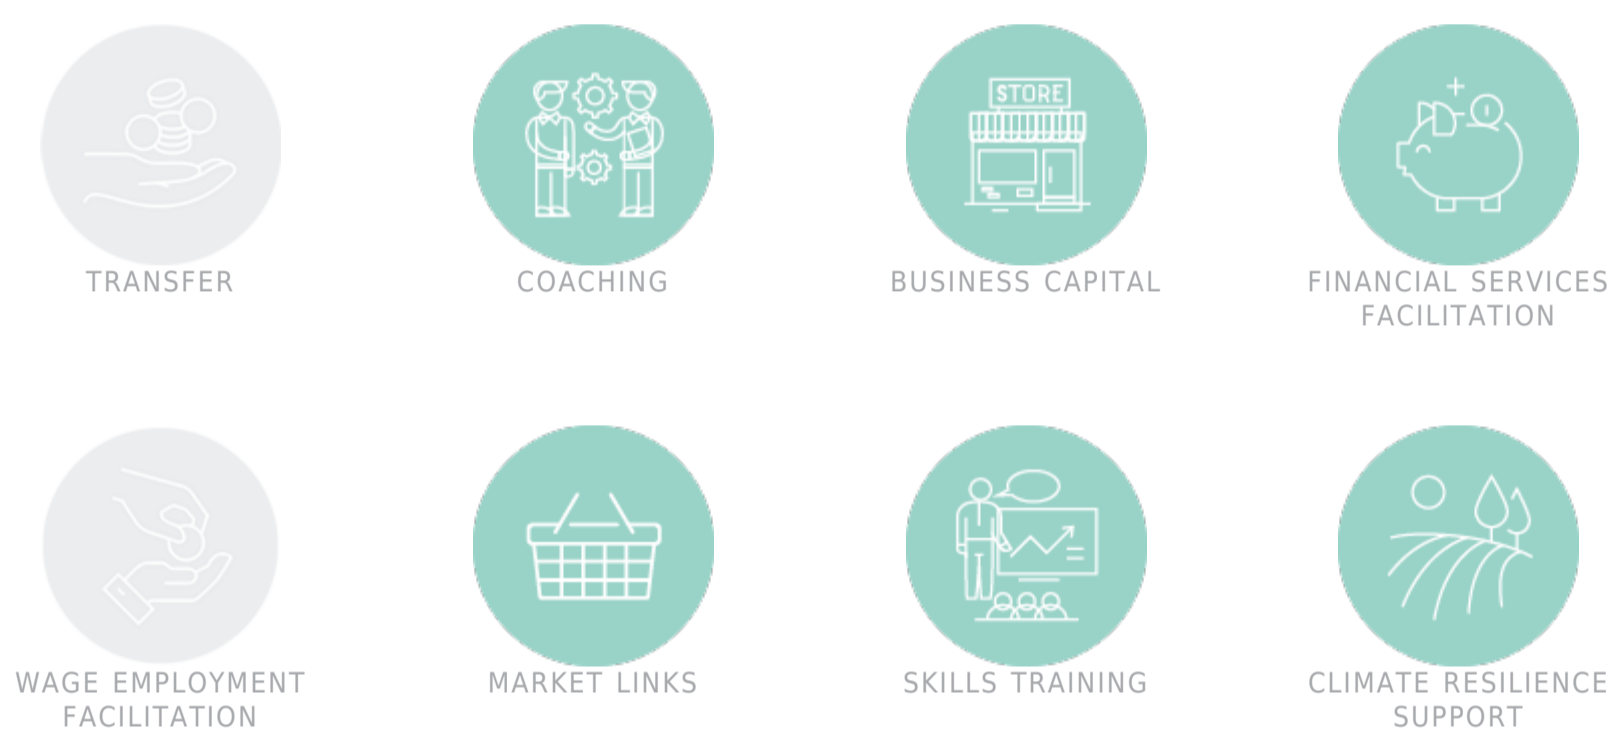 STORE
TRANSFER
COACHING
BUSINESS CAPITAL
FINANCIAL SERVICES
FACILITATION
WAGE EMPLOYMENT
FACILITATION
MARKET LINKS
SKILLS TRAINING
CLIMATE RESILIENCE
SUPPORT